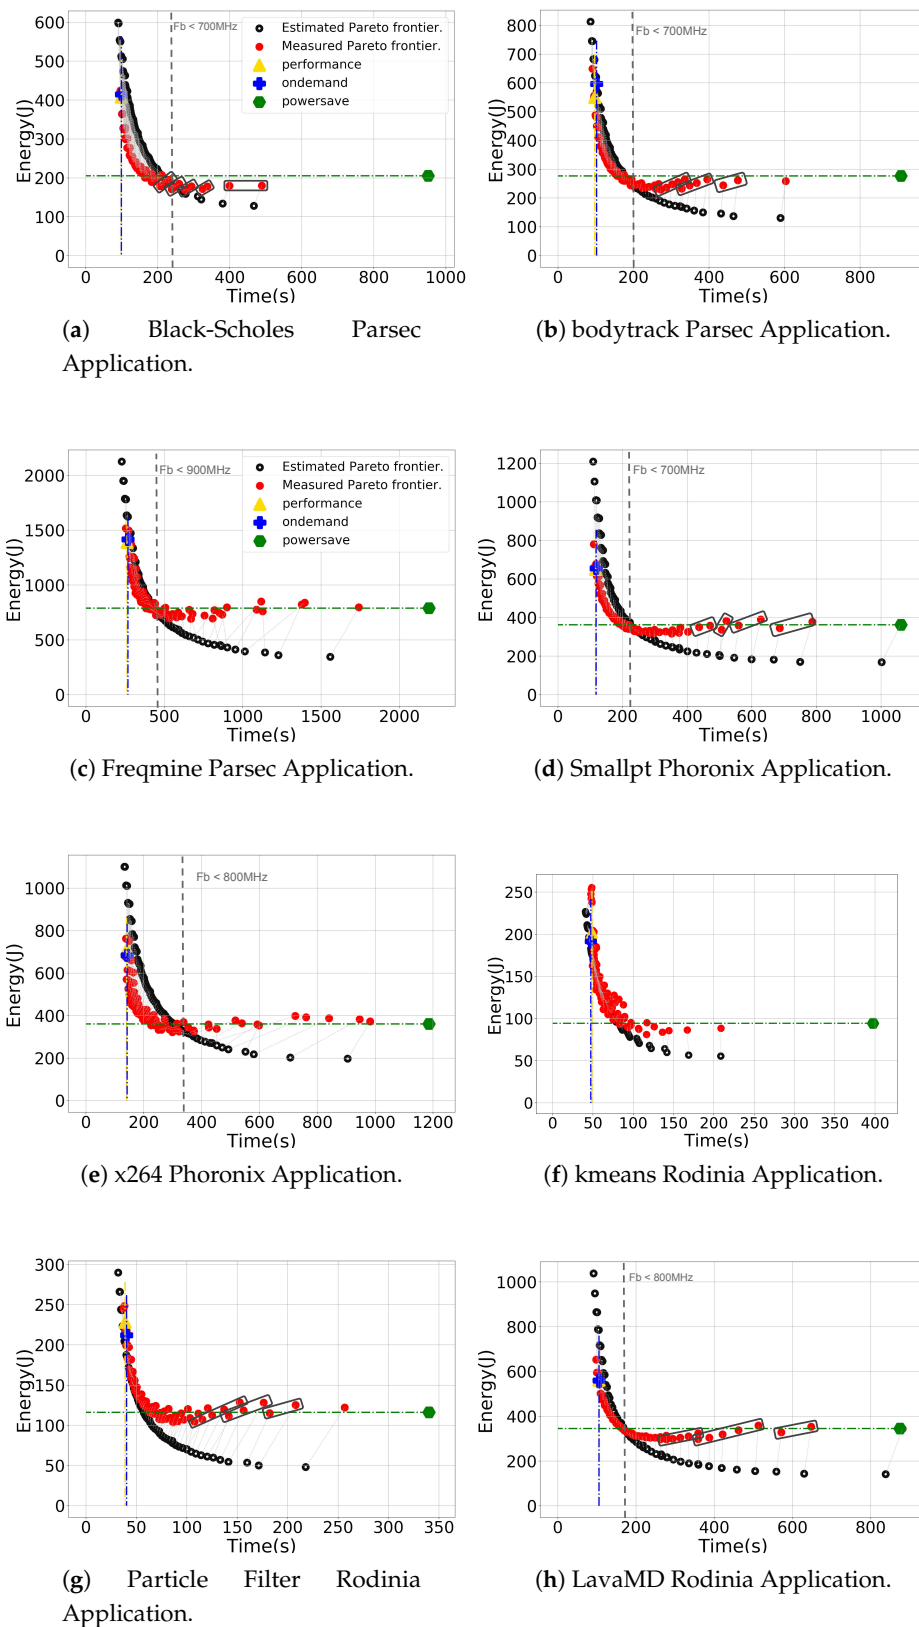 600
500
400
300
200
100
0
Energy(J)
Fb < 700MHz
Estimated Pareto frontier.
Measured Pareto frontier.
performance
ondemand
powersave
0 200 400 600 800 1000
Time(s)
(a) Black-Scholes Parsec
Application.
800
700
600
500
400
300
200
100
0
Energy(J)
Fb < 700MHz
0 200 400 600 800
Time(s)
(b) bodytrack Parsec Application.
2000
1500
1000
500
0
Energy(J)
Fb < 900MHz
Estimated Pareto frontier.
Measured Pareto frontier.
performance
ondemand
powersave
0 500 1000 1500 2000
Time(s)
(c) Freqmine Parsec Application.
1200
1000
800
600
400
200
0
Energy(J)
Fb < 700MHz
0 200 400 600 800 1000
Time(s)
(d) Smallpt Phoronix Application.
1000
800
600
400
200
0
Energy(J)
Fb < 800MHz
0 200 400 600 800 1000 1200
Time(s)
(e) x264 Phoronix Application.
250
200
150
100
50
0
Energy(J)
0 50 100 150 200 250 300 350 400
Time(s)
(f) kmeans Rodinia Application.
300
250
200
150
100
50
0
Energy(J)
0 50 100 150 200 250 300 350
Time(s)
(g) Particle Filter Rodinia
Application.
1000
800
600
400
200
0
Energy(J)
Fb < 800MHz
0 200 400 600 800
Time(s)
(h) LavaMD Rodinia Application.